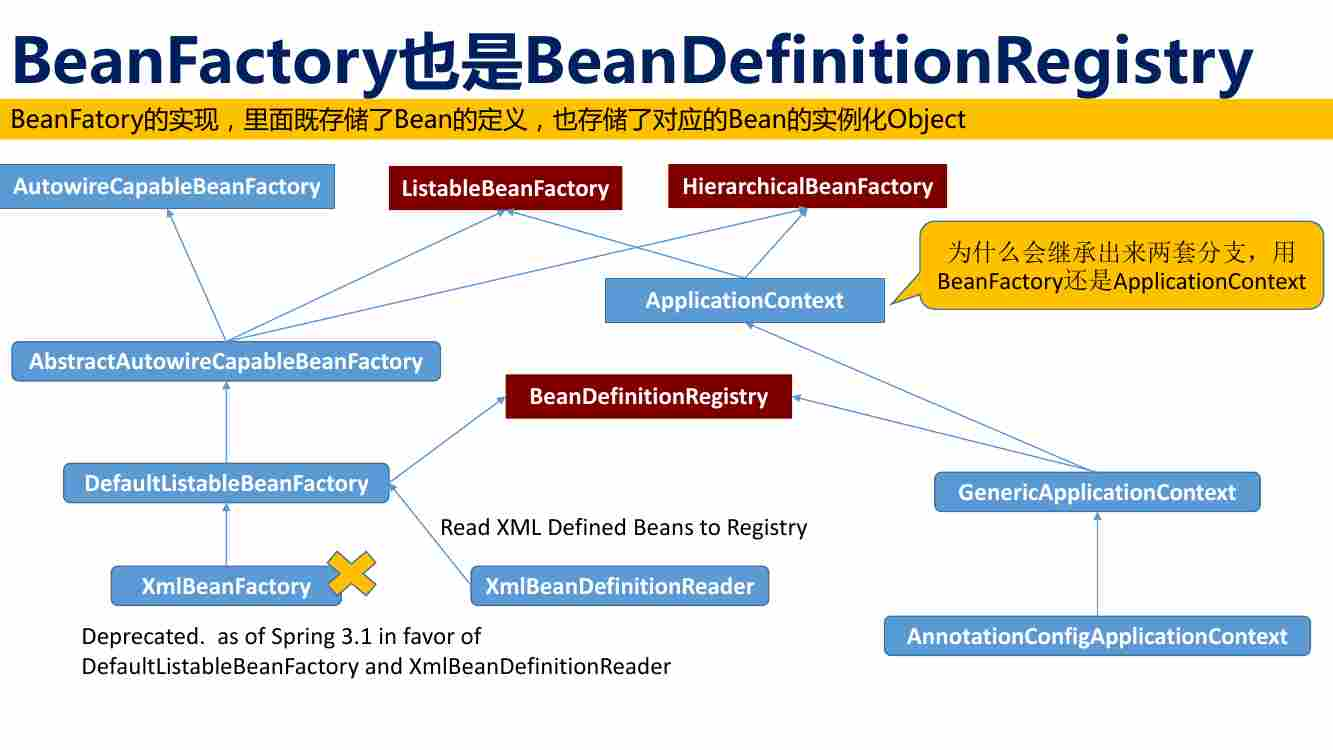 BeanFactory也是BeanDefinitionRegistry
BeanFatory的实现，里面既存储了Bean的定义，也存储了对应的Bean的实例化Object
AutowireCapableBeanFactory
ListableBeanFactory
HierarchicalBeanFactory
为什么会继承出来两套分支，用
BeanFactory还是ApplicationContext
ApplicationContext
AbstractAutowireCapableBeanFactory
BeanDefinitionRegistry
DefaultListableBeanFactory
GenericApplicationContext
Read XML Defined Beans to Registry
XmlBeanFactory
XmlBeanDefinitionReader
AnnotationConfigApplicationContext
Deprecated. as of Spring 3.1 in favor of
DefaultListableBeanFactory and XmlBeanDefinitionReader